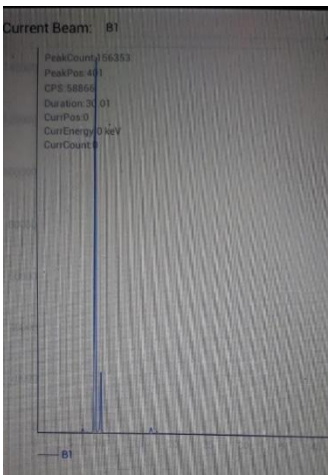 Current Beam: B1
PeakCount:156353
PeakPos:401
CPS:58866
Duration:30.01
CurrPos:0
CurrEnergy:0 keV
CurrCount:0
B1